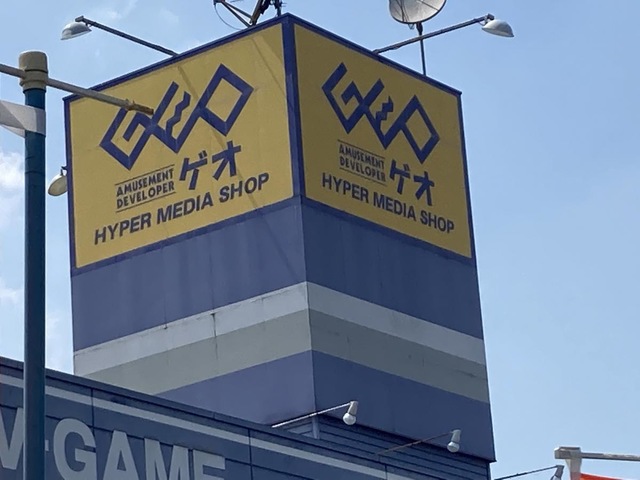 GEO
AMUSEMENT
DEVELOPER
ゲオ
HYPER MEDIA SHOP
GEO
AMUSEMENT
DEVELOPER
ゲオ
HYPER MEDIA SHOP
V·GAME